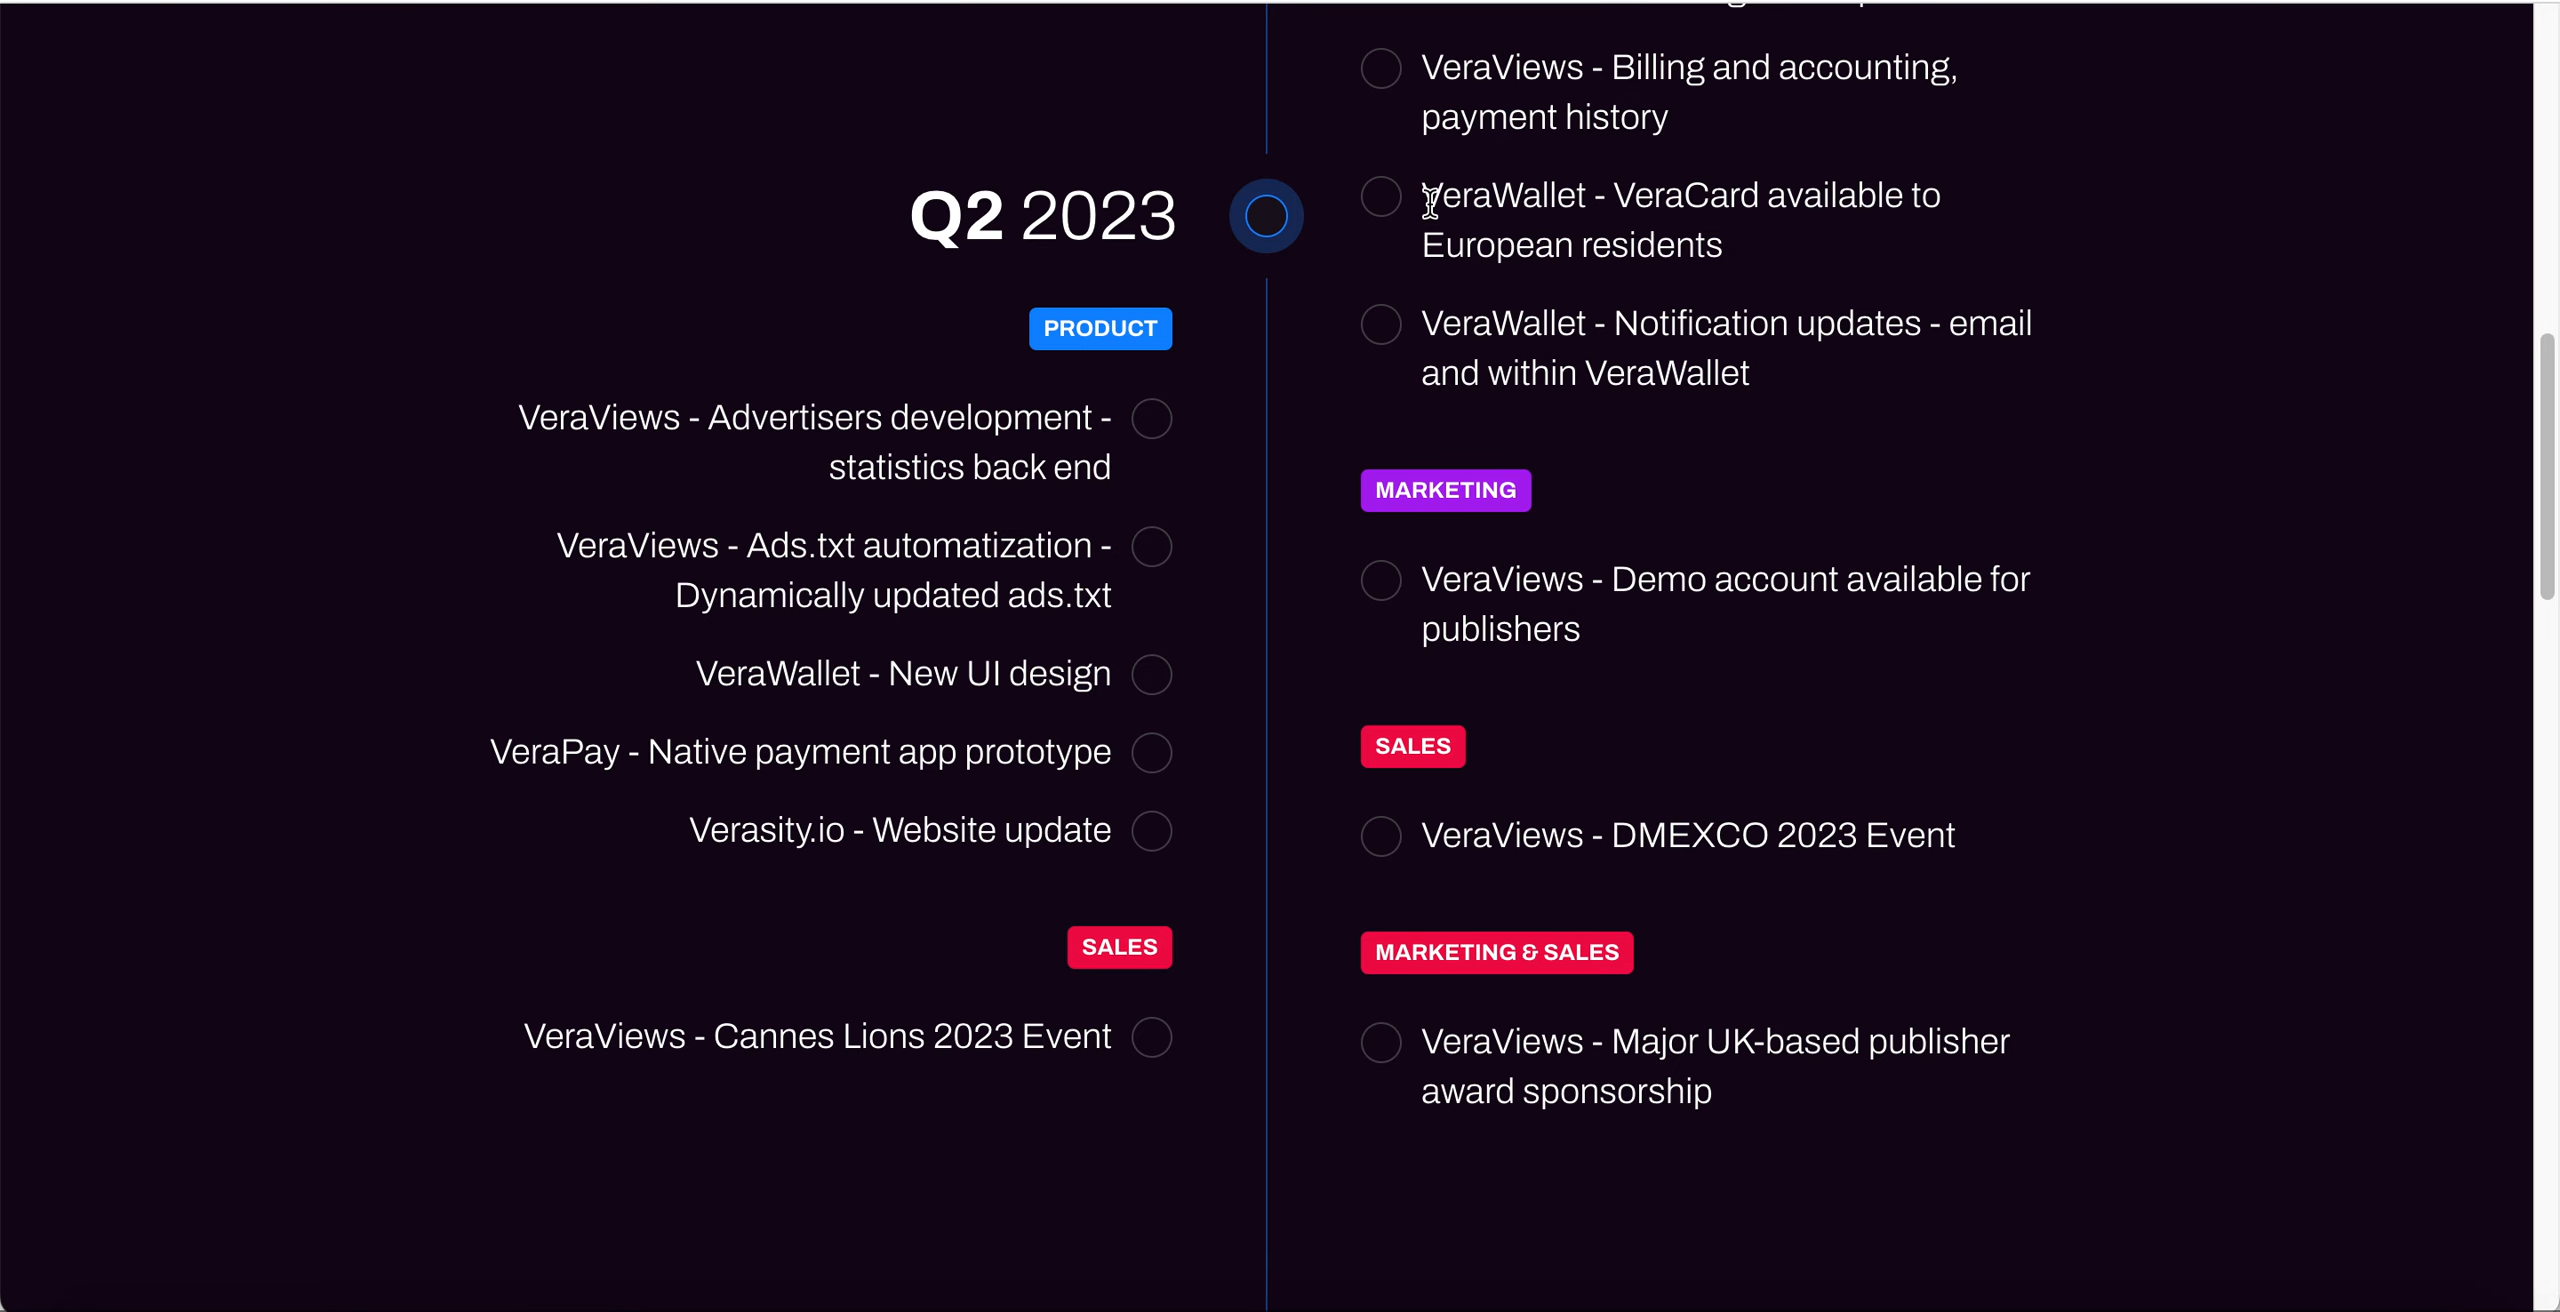 Q2 2023
PRODUCT
VeraViews - Advertisers development -
statistics back end
VeraViews - Ads.txt automatization -
Dynamically updated ads.txt
VeraWallet - New UI design
VeraPay - Native payment app prototype
Verasity.io - Website update
SALES
VeraViews - Cannes Lions 2023 Event
VeraViews - Billing and accounting,
payment history
VeraWallet - VeraCard available to
European residents
VeraWallet - Notification updates - email
and within VeraWallet
MARKETING
VeraViews - Demo account available for
publishers
SALES
VeraViews - DMEXCO 2023 Event
MARKETING & SALES
VeraViews - Major UK-based publisher
award sponsorship